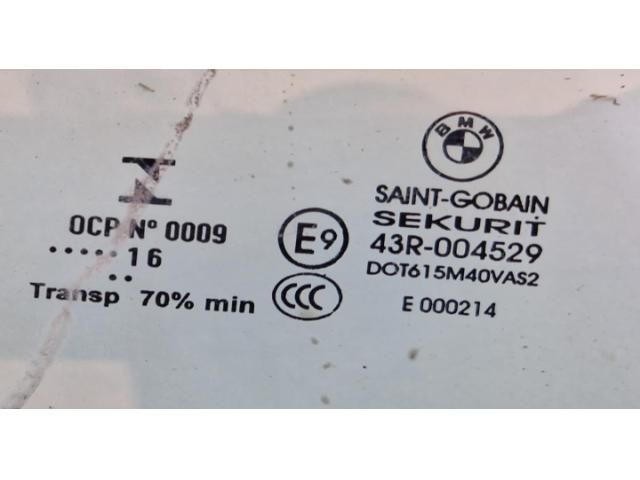 BMW
SAINT-GOBAIN
SEKURIT
43R-004529
DOT615M40VAS2
E 000214
E9
CCC
OCP N° 0009
.....16
..
Transp 70% min